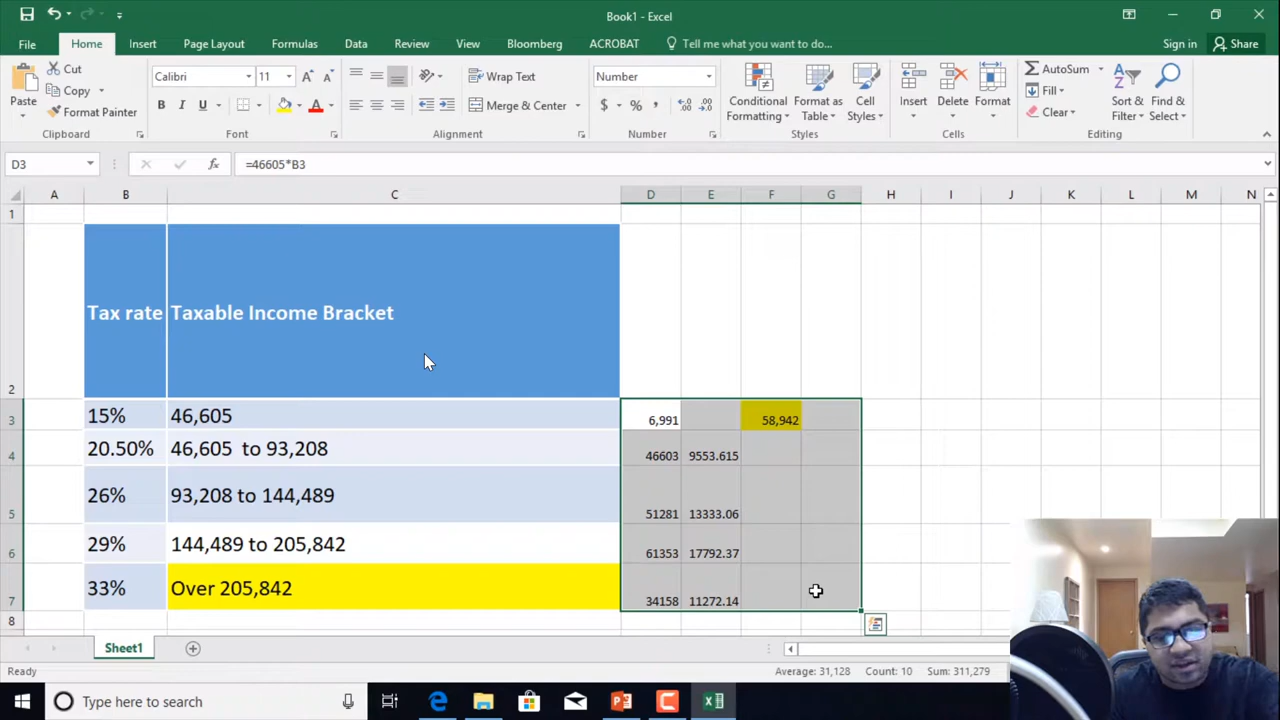 Book1 - Excel
File Home Insert Page Layout Formulas Data Review View Bloomberg ACROBAT Tell me what you want to do... Sign in Share
Paste Cut Copy Format Painter
Clipboard
Calibri 11
B I U
Font
Wrap Text
Merge & Center
Alignment
Number
$ % ,
Number
Conditional Formatting Format as Table Cell Styles
Styles
Insert Delete Format
Cells
AutoSum Fill Clear Sort & Filter Find & Select
Editing
D3 fx =46605*B3
A B C D E F G H I J K L M N
1
2 Tax rate Taxable Income Bracket
3 15% 46,605 6,991 58,942
4 20.50% 46,605 to 93,208 46603 9553.615
5 26% 93,208 to 144,489 51281 13333.06
6 29% 144,489 to 205,842 61353 17792.37
7 33% Over 205,842 34158 11272.14
8
Sheet1
Ready Average: 31,128 Count: 10 Sum: 311,279
Type here to search